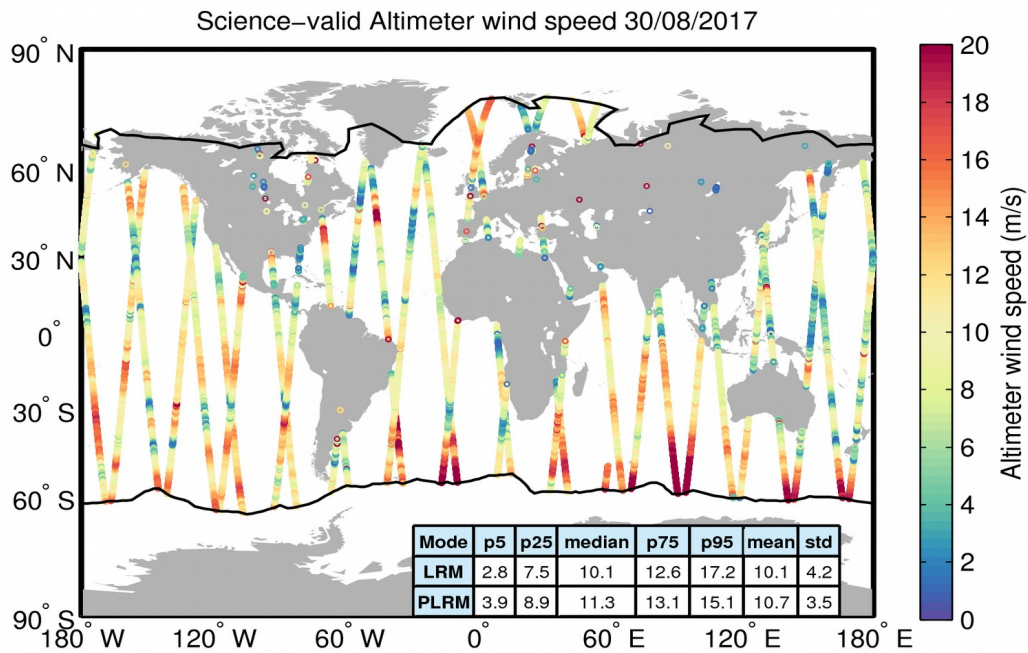 Science−valid Altimeter wind speed 30/08/2017
90° N
60° N
30° N
0°
30° S
60° S
90° S
180° W 120° W 60° W 0° 60° E 120° E 180° E
Mode p5 p25 median p75 p95 mean std
LRM 2.8 7.5 10.1 12.6 17.2 10.1 4.2
PLRM 3.9 8.9 11.3 13.1 15.1 10.7 3.5
20
18
16
14
12
10
8
6
4
2
0
Altimeter wind speed (m/s)